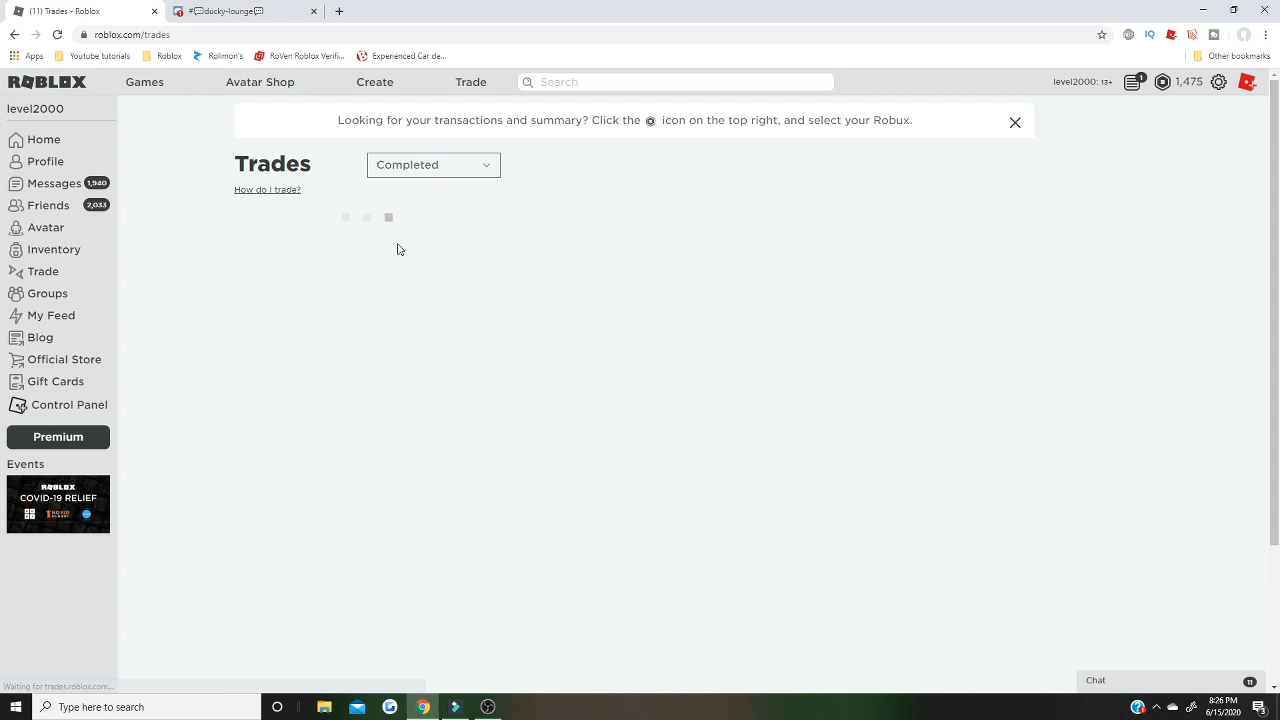 (11) Trades - Roblox
#💬ducky-lounge💬
roblox.com/trades
Apps
Youtube tutorials
Roblox
Rolimon's
RoVer Roblox Verifi...
Experienced Car de...
Other bookmarks
ROBLOX
Games
Avatar Shop
Create
Trade
Search
level2000: 13+
1
1,475
level2000
Home
Profile
Messages 1,940
Friends 2,033
Avatar
Inventory
Trade
Groups
My Feed
Blog
Official Store
Gift Cards
Control Panel
Premium
Events
ROBLOX
COVID-19 RELIEF
Looking for your transactions and summary? Click the icon on the top right, and select your Robux.
Trades
Completed
How do I trade?
Waiting for trades.roblox.com...
Chat
11
Type here to search
8:26 PM
6/15/2020